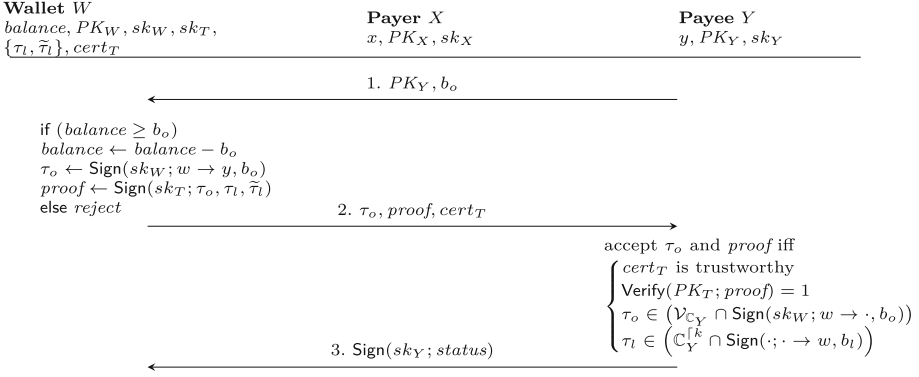 Wallet W
balance, PK_W, sk_W, sk_T,
{τ_l, τ̃_l}, cert_T
Payer X
x, PK_X, sk_X
Payee Y
y, PK_Y, sk_Y
1. PK_Y, b_o
if (balance ≥ b_o)
balance ← balance − b_o
τ_o ← Sign(sk_W; w → y, b_o)
proof ← Sign(sk_T; τ_o, τ_l, τ̃_l)
else reject
2. τ_o, proof, cert_T
accept τ_o and proof iff
cert_T is trustworthy
Verify(PK_T; proof) = 1
τ_o ∈ (𝒱_{ℂ_Y} ∩ Sign(sk_W; w → ·, b_o))
τ_l ∈ (ℂ_Y^{⌈k} ∩ Sign(·; · → w, b_l))
3. Sign(sk_Y; status)